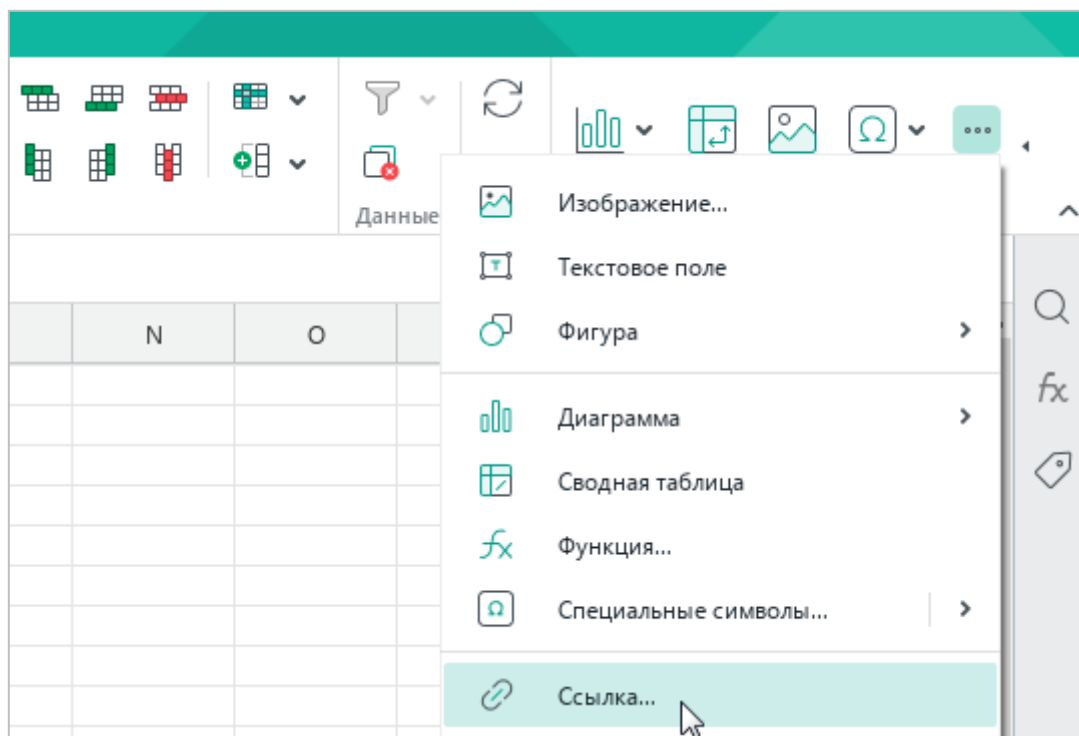 Данные
Изображение...
Текстовое поле
Фигура
N
O
fx
Диаграмма
Сводная таблица
Функция...
Специальные символы...
Ссылка...